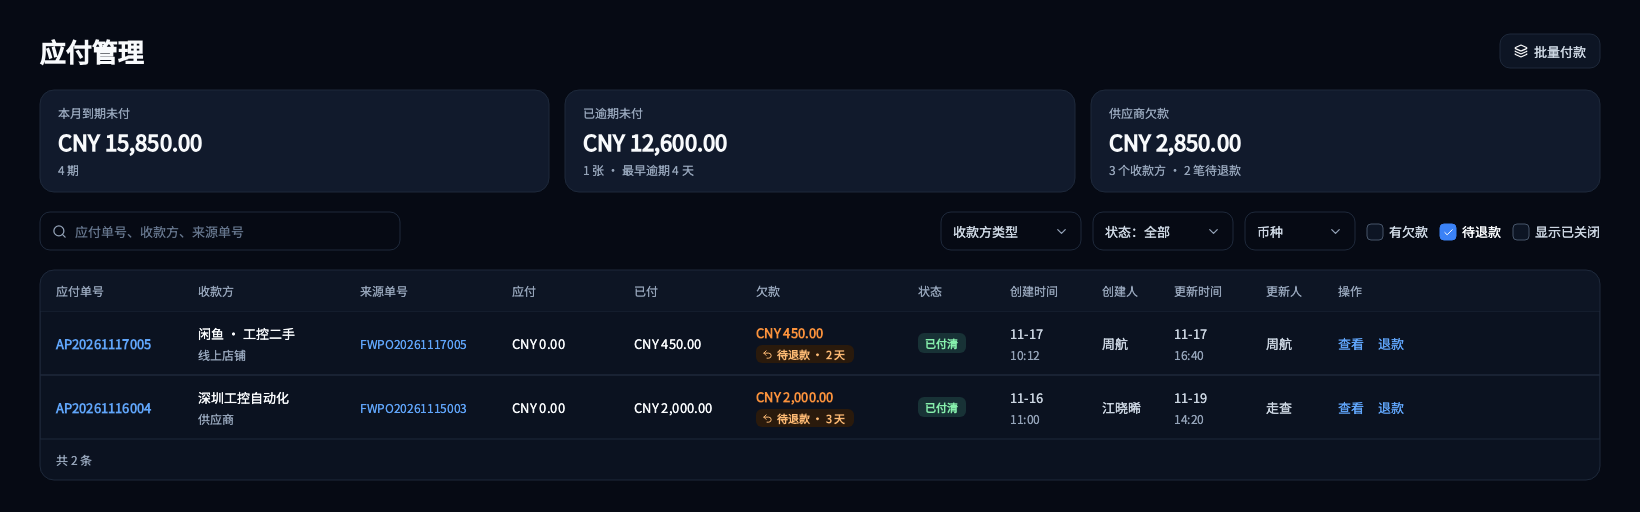 应付管理
批量付款
本月到期未付
CNY 15,850.00
4 期
已逾期未付
CNY 12,600.00
1 张 · 最早逾期 4 天
供应商欠款
CNY 2,850.00
3 个收款方 · 2 笔待退款
应付单号、收款方、来源单号
收款方类型
状态：全部
币种
有欠款
待退款
显示已关闭
应付单号 收款方 来源单号 应付 已付 欠款 状态 创建时间 创建人 更新时间 更新人 操作
AP20261117005
闲鱼 · 工控二手
线上店铺
FWPO20261117005
CNY 0.00
CNY 450.00
CNY 450.00
待退款 · 2 天
已付清
11-17
10:12
周航
11-17
16:40
周航
查看 退款
AP20261116004
深圳工控自动化
供应商
FWPO20261115003
CNY 0.00
CNY 2,000.00
CNY 2,000.00
待退款 · 3 天
已付清
11-16
11:00
江晓晞
11-19
14:20
走查
查看 退款
共 2 条